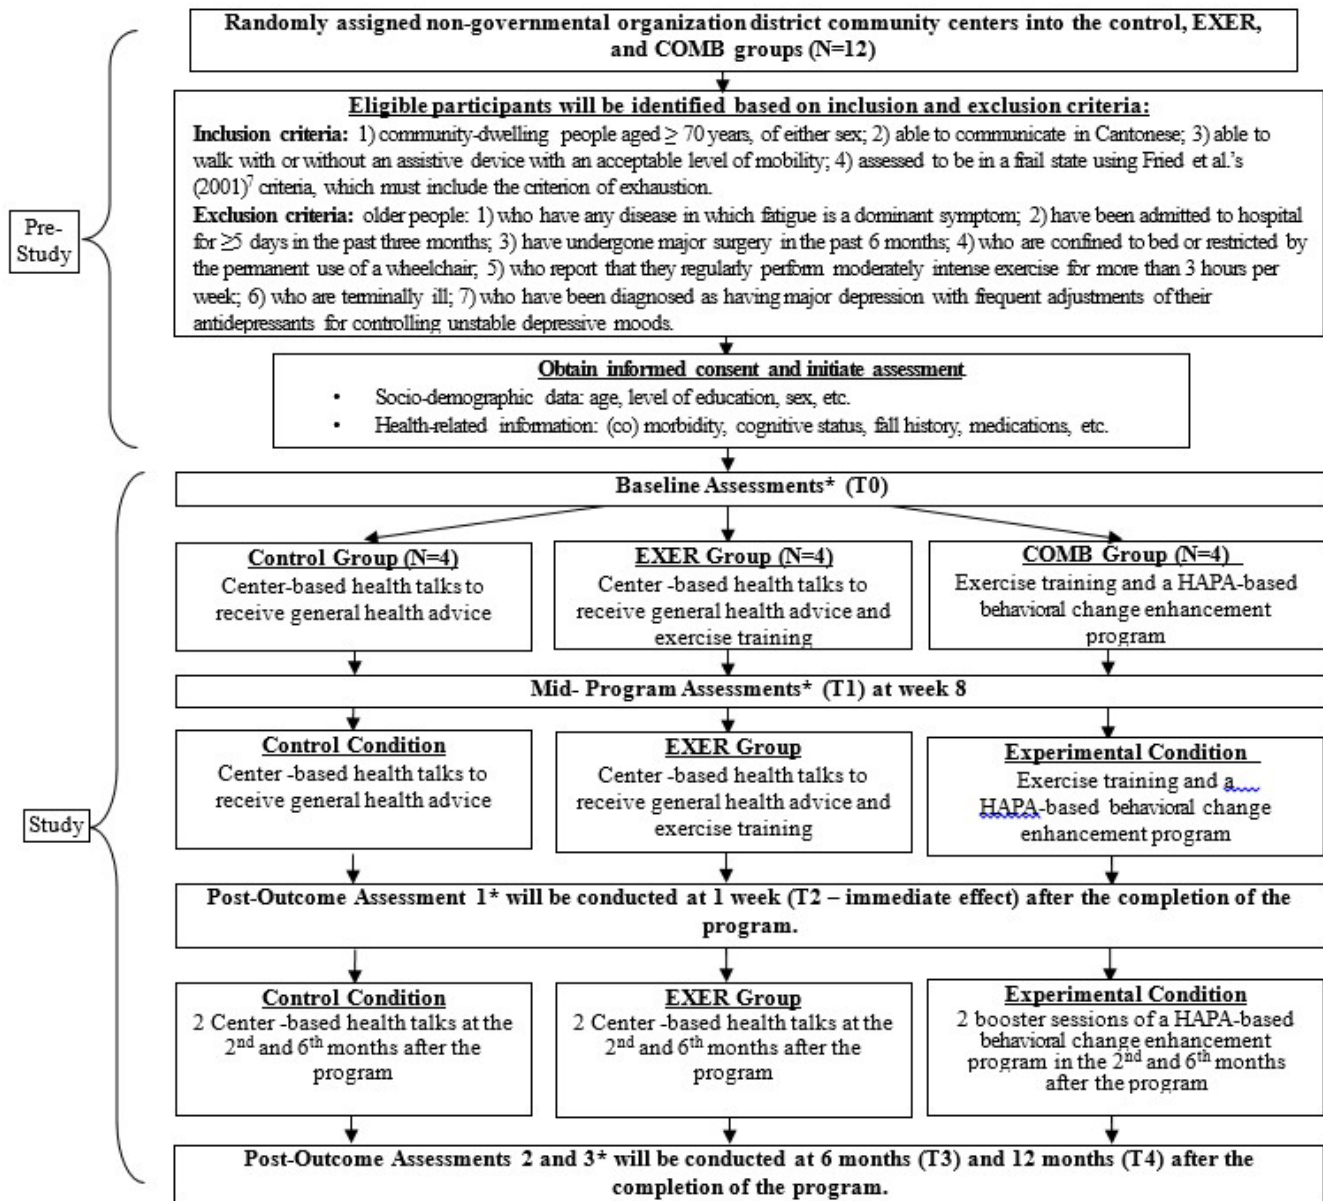 Randomly assigned non-governmental organization district community centers into the control, EXER,
and COMB groups (N=12)
Eligible participants will be identified based on inclusion and exclusion criteria:
Inclusion criteria: 1) community-dwelling people aged ≥ 70 years, of either sex; 2) able to communicate in Cantonese; 3) able to
walk with or without an assistive device with an acceptable level of mobility; 4) assessed to be in a frail state using Fried et al.'s
(2001)7 criteria, which must include the criterion of exhaustion.
Exclusion criteria: older people: 1) who have any disease in which fatigue is a dominant symptom; 2) have been admitted to hospital
for ≥5 days in the past three months; 3) have undergone major surgery in the past 6 months; 4) who are confined to bed or restricted by
the permanent use of a wheelchair; 5) who report that they regularly perform moderately intense exercise for more than 3 hours per
week; 6) who are terminally ill; 7) who have been diagnosed as having major depression with frequent adjustments of their
antidepressants for controlling unstable depressive moods.
Pre-
Study
Obtain informed consent and initiate assessment
• Socio-demographic data: age, level of education, sex, etc.
• Health-related information: (co) morbidity, cognitive status, fall history, medications, etc.
Baseline Assessments* (T0)
Control Group (N=4)
Center-based health talks to
receive general health advice
EXER Group (N=4)
Center -based health talks to
receive general health advice and
exercise training
COMB Group (N=4)
Exercise training and a HAPA-based
behavioral change enhancement
program
Mid- Program Assessments* (T1) at week 8
Control Condition
Center -based health talks to
receive general health advice
EXER Group
Center -based health talks to
receive general health advice and
exercise training
Experimental Condition
Exercise training and a
HAPA-based behavioral change
enhancement program
Study
Post-Outcome Assessment 1* will be conducted at 1 week (T2 – immediate effect) after the completion of the
program.
Control Condition
2 Center -based health talks at the
2nd and 6th months after the
program
EXER Group
2 Center -based health talks at the
2nd and 6th months after the
program
Experimental Condition
2 booster sessions of a HAPA-based
behavioral change enhancement
program in the 2nd and 6th months
after the program
Post-Outcome Assessments 2 and 3* will be conducted at 6 months (T3) and 12 months (T4) after the
completion of the program.